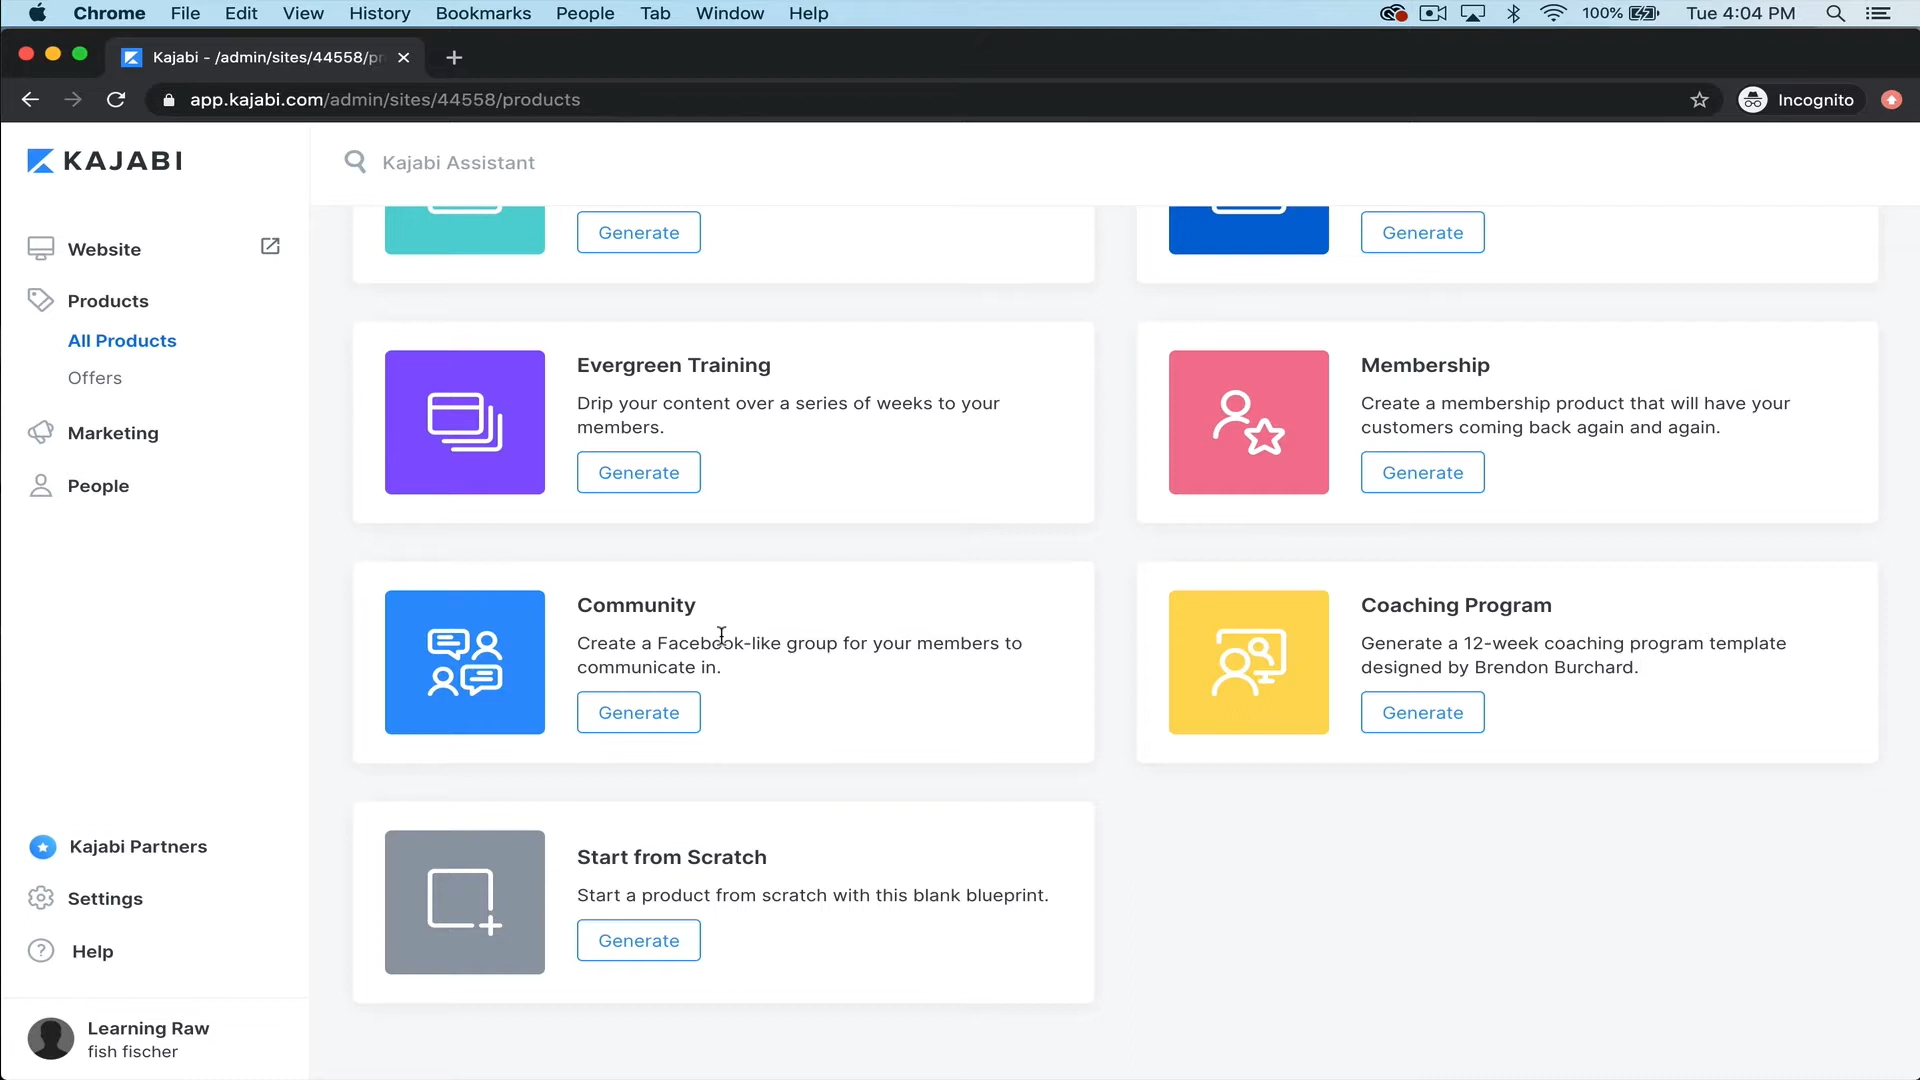 Chrome File Edit View History Bookmarks People Tab Window Help 100% Tue 4:04 PM
Kajabi - /admin/sites/44558/pr
app.kajabi.com/admin/sites/44558/products Incognito
KAJABI
Kajabi Assistant
Website
Products
All Products
Offers
Marketing
People
Kajabi Partners
Settings
? Help
Learning Raw
fish fischer
Generate
Generate
Evergreen Training
Drip your content over a series of weeks to your
members.
Generate
Membership
Create a membership product that will have your
customers coming back again and again.
Generate
Community
Create a Facebook-like group for your members to
communicate in.
Generate
Coaching Program
Generate a 12-week coaching program template
designed by Brendon Burchard.
Generate
Start from Scratch
Start a product from scratch with this blank blueprint.
Generate